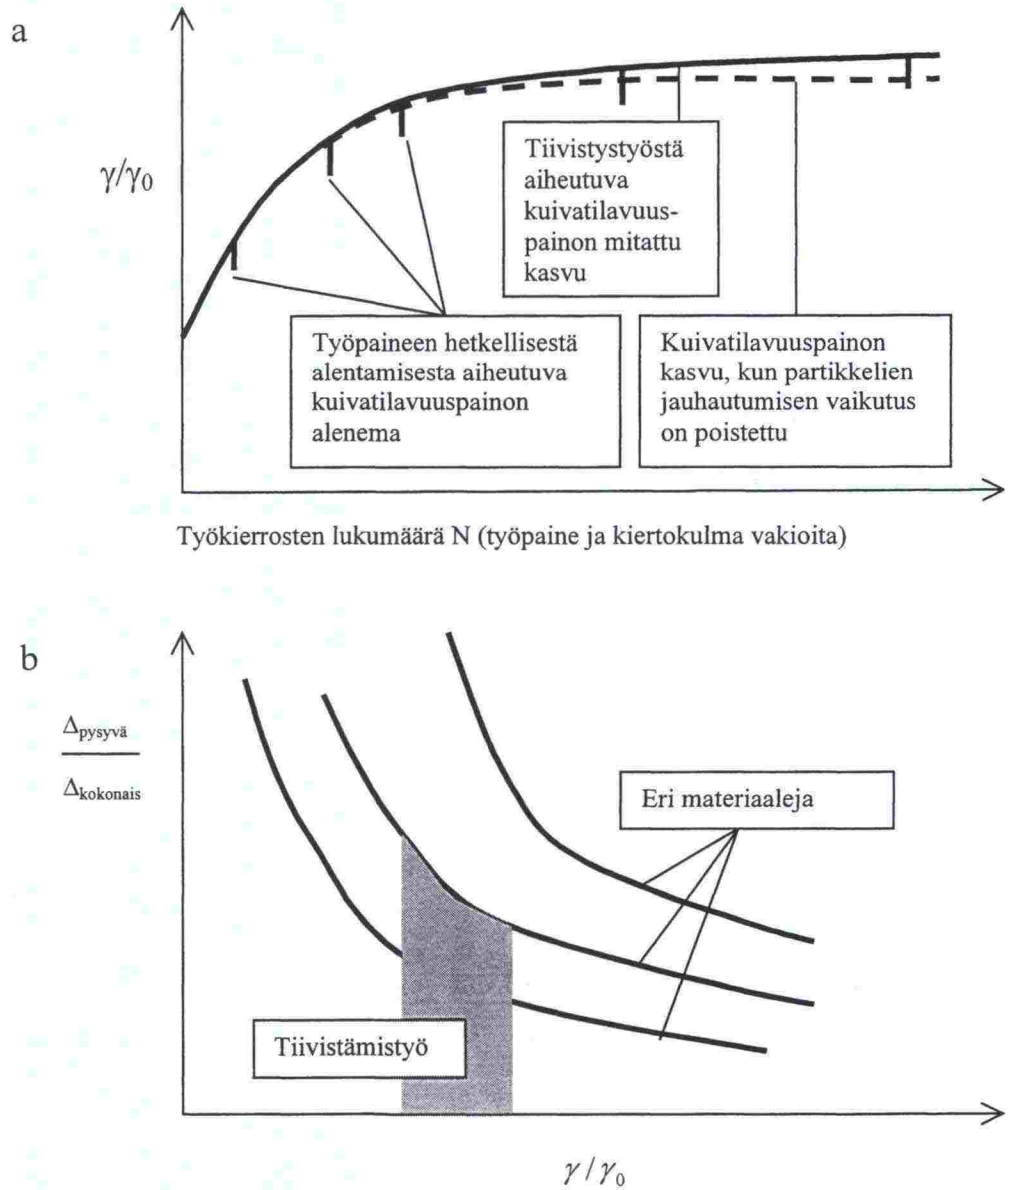 a
γ/γ0
Tiivistystyöstä
aiheutuva
kuivatilavuus-
painon mitattu
kasvu
Työpaineen hetkellisestä
alentamisesta aiheutuva
kuivatilavuuspainon
alenema
Kuivatilavuuspainon
kasvu, kun partikkelien
jauhautumisen vaikutus
on poistettu
Työkierrosten lukumäärä N (työpaine ja kiertokulma vakioita)
b
Δpysyvä
Δkokonais
Eri materiaaleja
Tiivistämistyö
γ / γ0